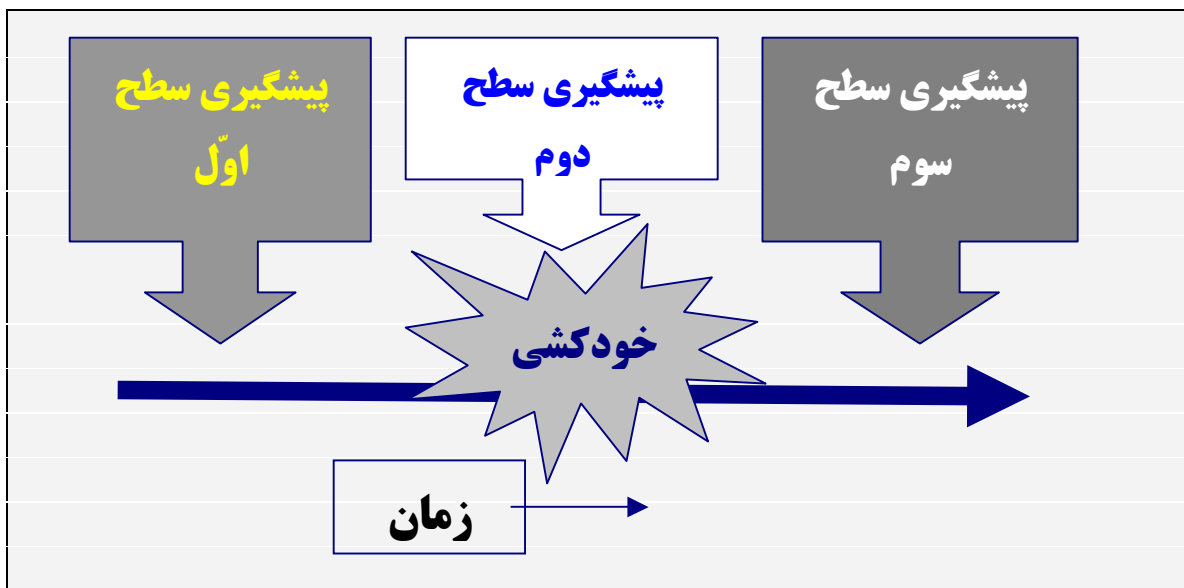 پیشگیری سطح
اوّل
پیشگیری سطح
دوم
پیشگیری سطح
سوم
خودکشی
زمان